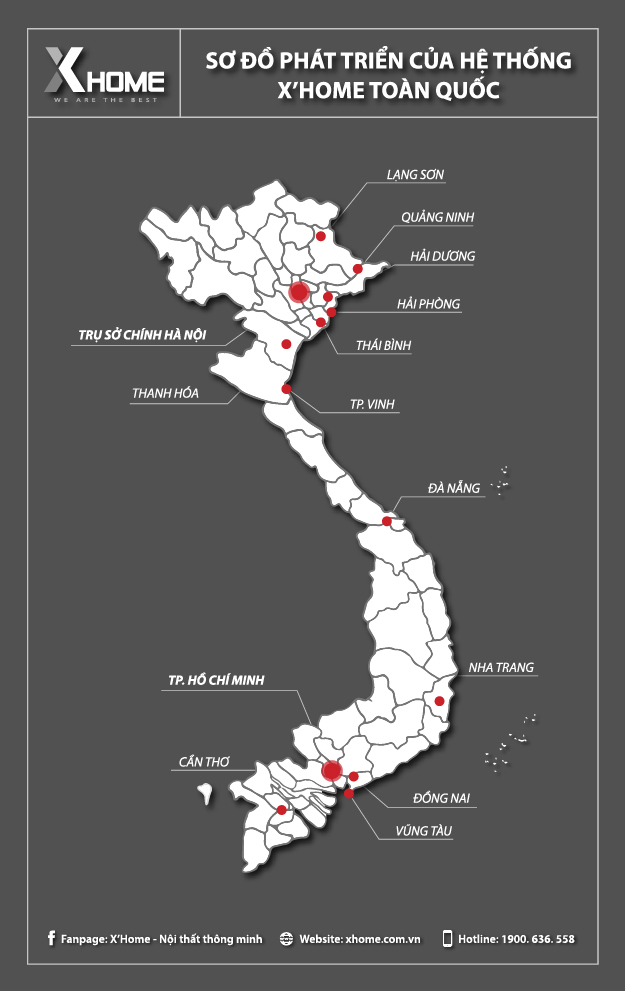 X HOME
WE ARE THE BEST
SƠ ĐỒ PHÁT TRIỂN CỦA HỆ THỐNG
X'HOME TOÀN QUỐC
LẠNG SƠN
QUẢNG NINH
HẢI DƯƠNG
HẢI PHÒNG
TRỤ SỞ CHÍNH HÀ NỘI
THÁI BÌNH
THANH HÓA
TP. VINH
ĐÀ NẴNG
NHA TRANG
TP. HỒ CHÍ MINH
CẦN THƠ
ĐỒNG NAI
VŨNG TÀU
Fanpage: X'Home - Nội thất thông minh
Website: xhome.com.vn
Hotline: 1900. 636. 558